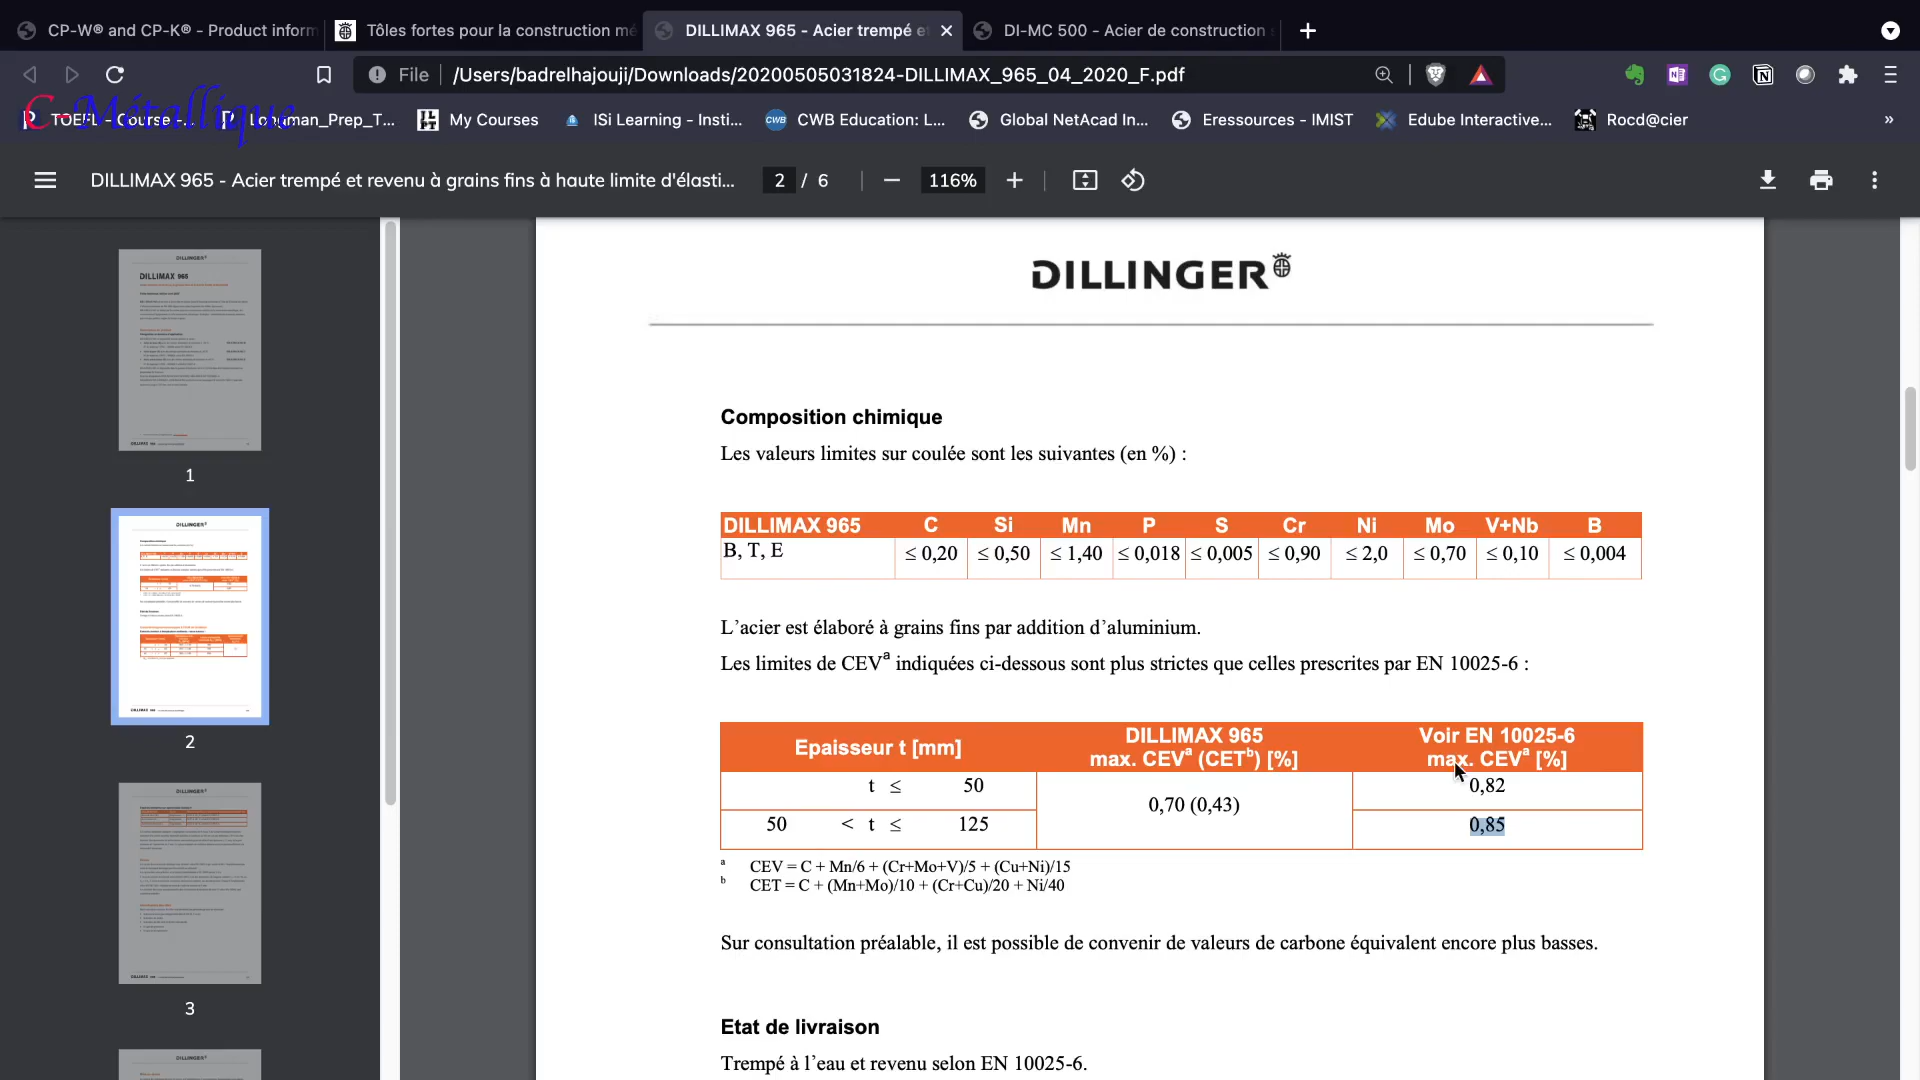 CP-W® and CP-K® - Product inform
Tôles fortes pour la construction mé
DILLIMAX 965 - Acier trempé e
DI-MC 500 - Acier de construction
File
/Users/badrelhajouji/Downloads/20200505031824-DILLIMAX_965_04_2020_F.pdf
C-Métallique
TOEFL - Course -...
Longman_Prep_T...
My Courses
ISi Learning - Insti...
CWB Education: L...
Global NetAcad In...
Eressources - IMIST
Edube Interactive...
Rocd@cier
»
DILLIMAX 965 - Acier trempé et revenu à grains fins à haute limite d'élasti...
2 / 6
116%
1
2
3
DILLINGER
Composition chimique
Les valeurs limites sur coulée sont les suivantes (en %) :
DILLIMAX 965 C Si Mn P S Cr Ni Mo V+Nb B
B, T, E ≤ 0,20 ≤ 0,50 ≤ 1,40 ≤ 0,018 ≤ 0,005 ≤ 0,90 ≤ 2,0 ≤ 0,70 ≤ 0,10 ≤ 0,004
L’acier est élaboré à grains fins par addition d’aluminium.
Les limites de CEVa indiquées ci-dessous sont plus strictes que celles prescrites par EN 10025-6 :
Epaisseur t [mm]
DILLIMAX 965
max. CEVa (CETb) [%]
Voir EN 10025-6
max. CEVa [%]
t ≤ 50
0,70 (0,43)
0,82
50 < t ≤ 125
0,85
a CEV = C + Mn/6 + (Cr+Mo+V)/5 + (Cu+Ni)/15
b CET = C + (Mn+Mo)/10 + (Cr+Cu)/20 + Ni/40
Sur consultation préalable, il est possible de convenir de valeurs de carbone équivalent encore plus basses.
Etat de livraison
Trempé à l’eau et revenu selon EN 10025-6.